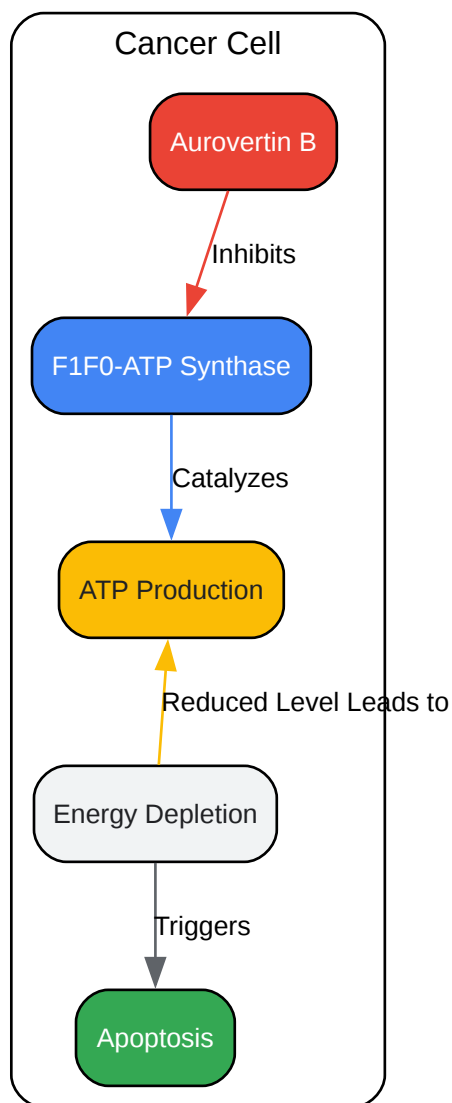 Cancer Cell
Aurovertin B
Inhibits
F1F0-ATP Synthase
Catalyzes
ATP Production
Reduced Level Leads to
Energy Depletion
Triggers
Apoptosis